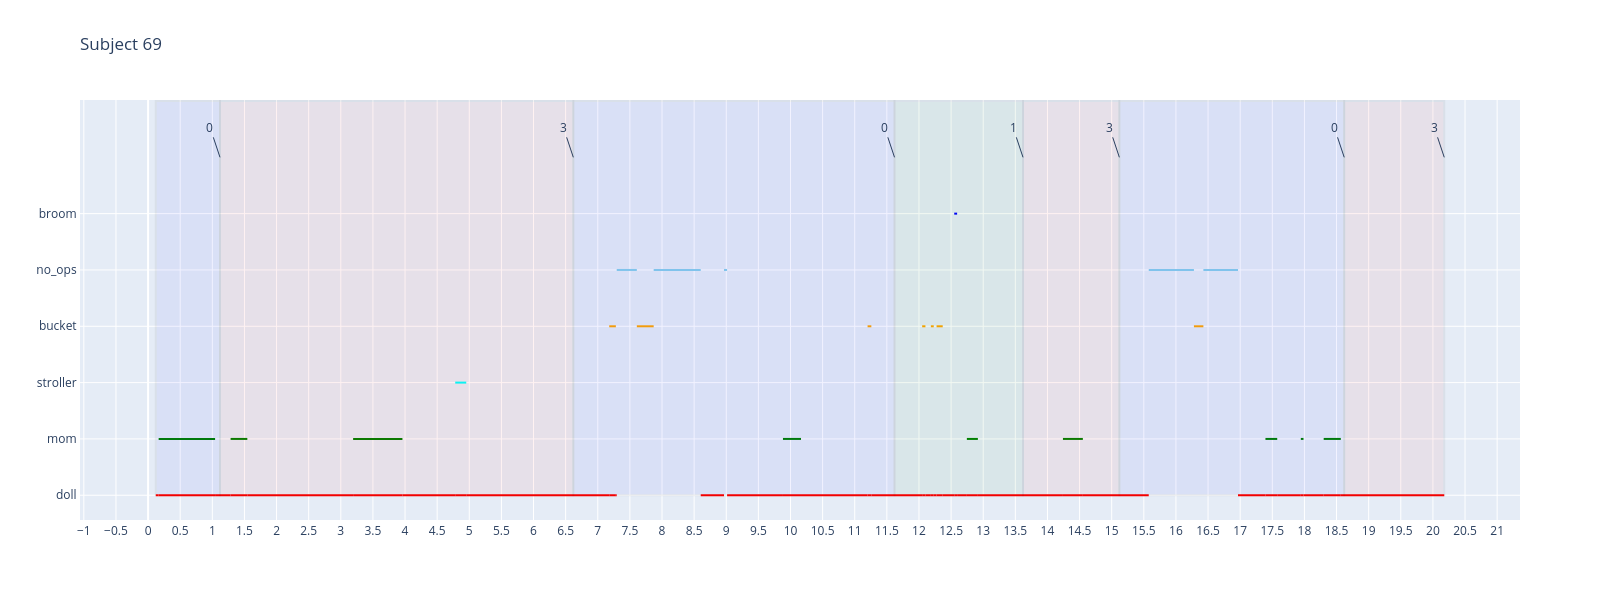 Subject 69
0 3 0 1 3 0 3
broom
no_ops
bucket
stroller
mom
doll
−1 −0.5 0 0.5 1 1.5 2 2.5 3 3.5 4 4.5 5 5.5 6 6.5 7 7.5 8 8.5 9 9.5 10 10.5 11 11.5 12 12.5 13 13.5 14 14.5 15 15.5 16 16.5 17 17.5 18 18.5 19 19.5 20 20.5 21